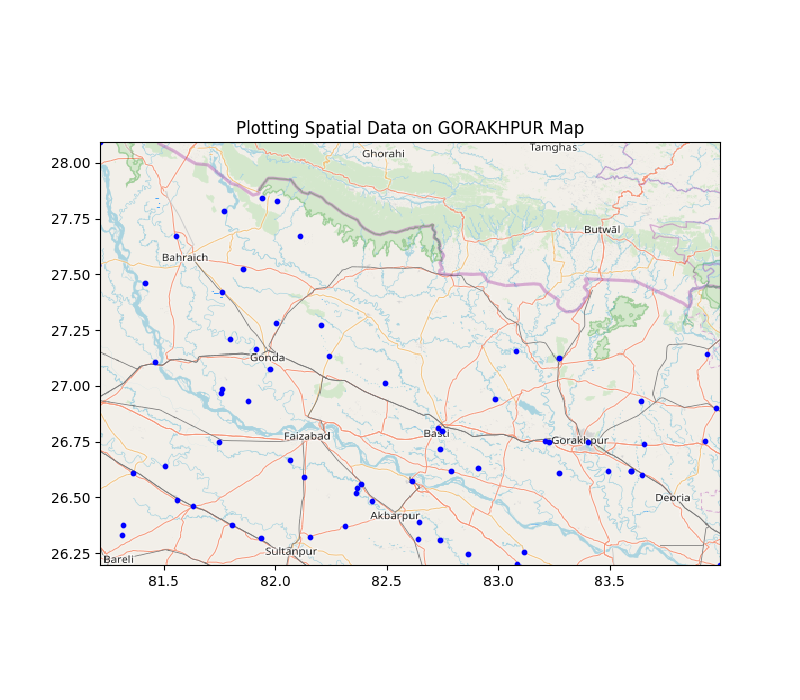 Plotting Spatial Data on GORAKHPUR Map
Tamghas
Ghorahi
28.00
27.75
Butwāl
Bahraich
27.50
27.25
Gonda
27.00
26.75
Faizabad
Basti
Gorakhpur
26.50
Deoria
Akbarpur
26.25
Sultanpur
Bareli
81.5
82.0
82.5
83.0
83.5